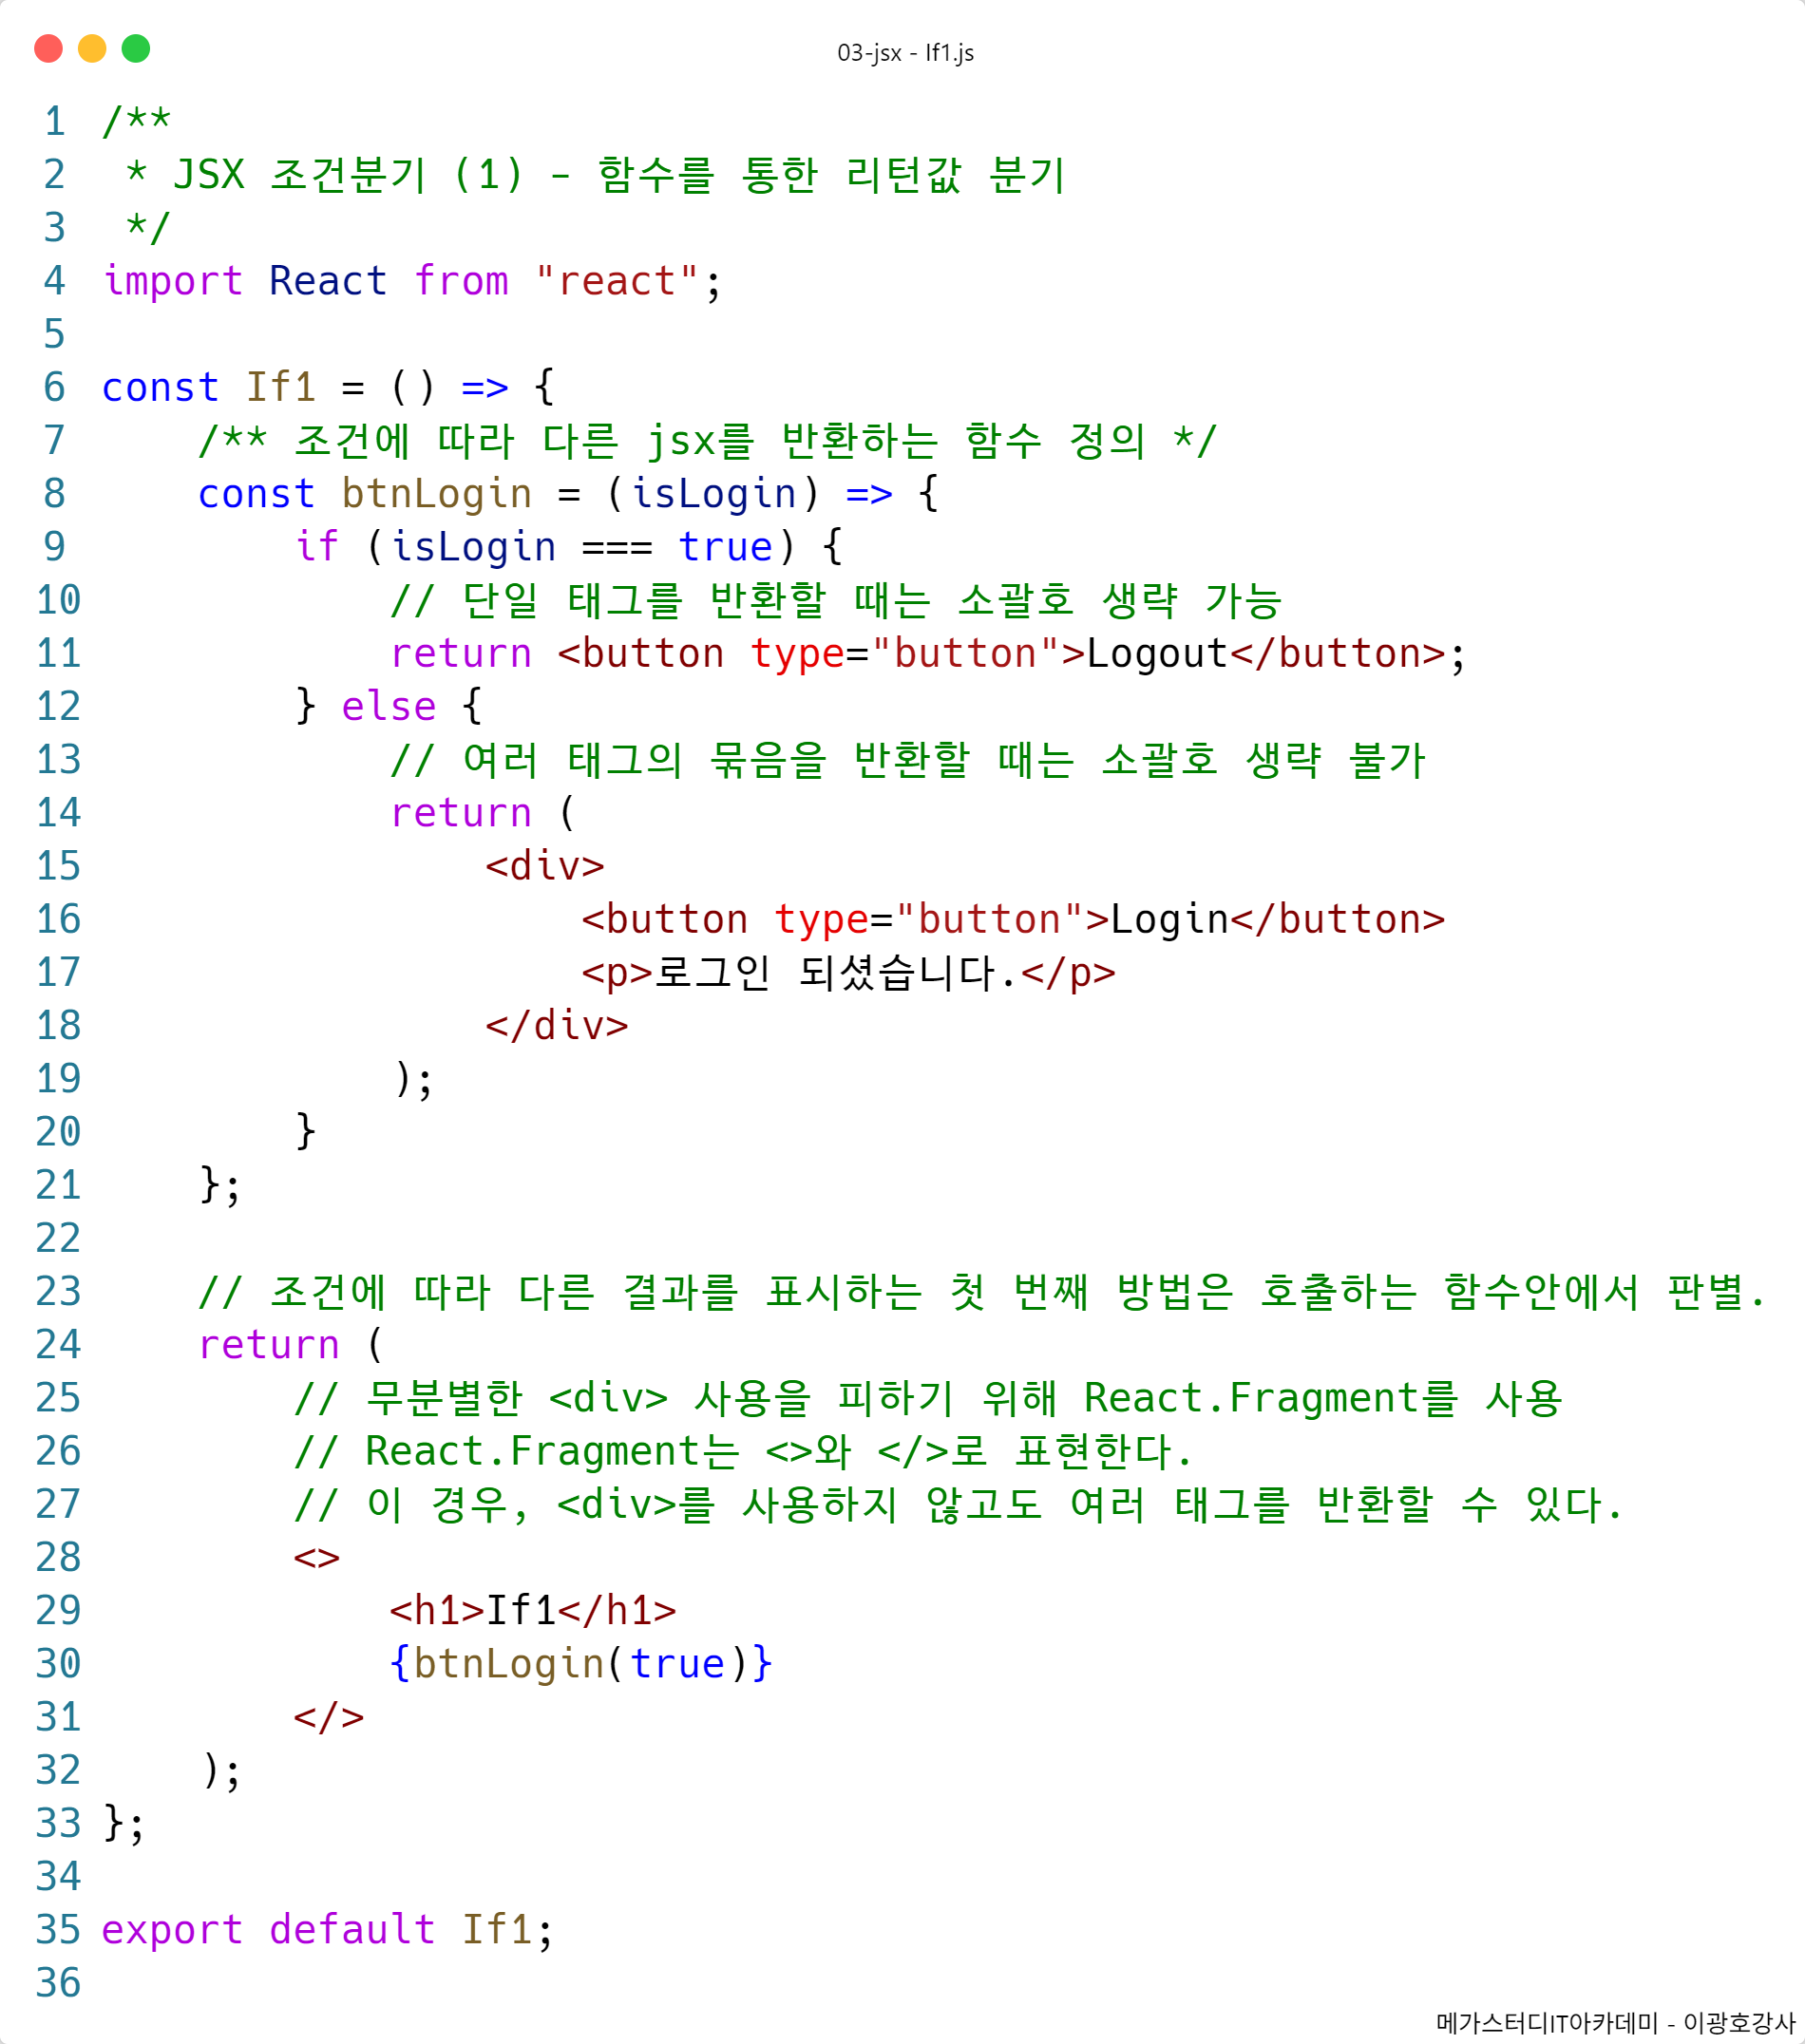 03-jsx - If1.js
1 /**
2  * JSX 조건분기 (1) - 함수를 통한 리턴값 분기
3  */
4 import React from "react";
5
6 const If1 = () => {
7     /** 조건에 따라 다른 jsx를 반환하는 함수 정의 */
8     const btnLogin = (isLogin) => {
9         if (isLogin === true) {
10             // 단일 태그를 반환할 때는 소괄호 생략 가능
11             return <button type="button">Logout</button>;
12         } else {
13             // 여러 태그의 묶음을 반환할 때는 소괄호 생략 불가
14             return (
15                 <div>
16                     <button type="button">Login</button>
17                     <p>로그인 되셨습니다.</p>
18                 </div>
19             );
20         }
21     };
22
23     // 조건에 따라 다른 결과를 표시하는 첫 번째 방법은 호출하는 함수안에서 판별.
24     return (
25         // 무분별한 <div> 사용을 피하기 위해 React.Fragment를 사용
26         // React.Fragment는 <>와 </>로 표현한다.
27         // 이 경우, <div>를 사용하지 않고도 여러 태그를 반환할 수 있다.
28         <>
29             <h1>If1</h1>
30             {btnLogin(true)}
31         </>
32     );
33 };
34
35 export default If1;
36
메가스터디IT아카데미 - 이광호강사